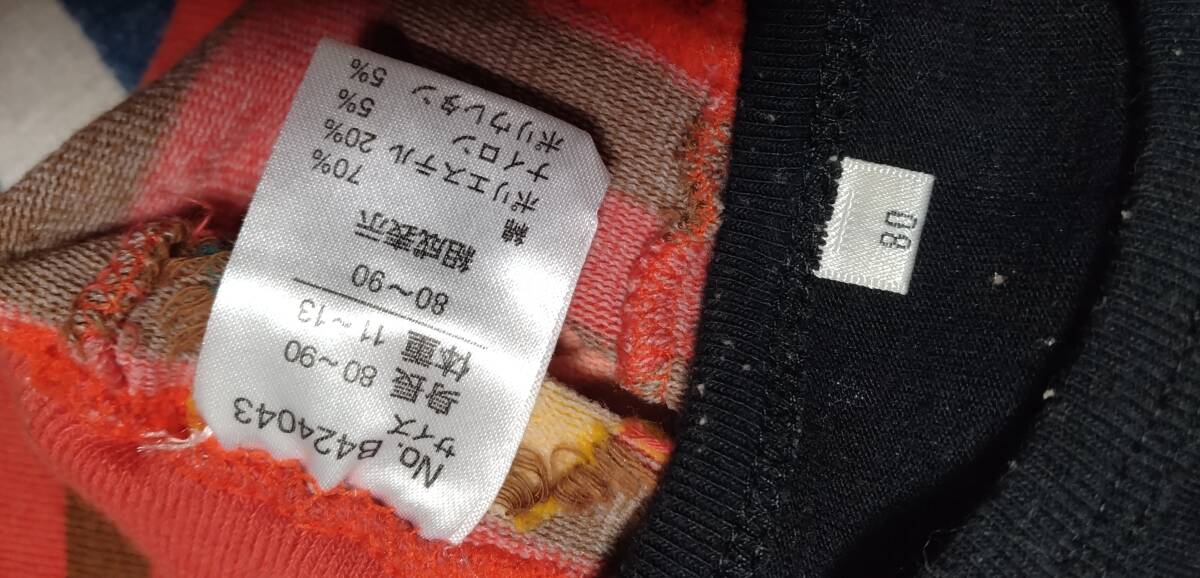 No. B424043
サイズ 80~90
身長 80~90
体重 11~13
組成表示
綿 70%
ポリエステル 20%
ナイロン 5%
ポリウレタン 5%
80